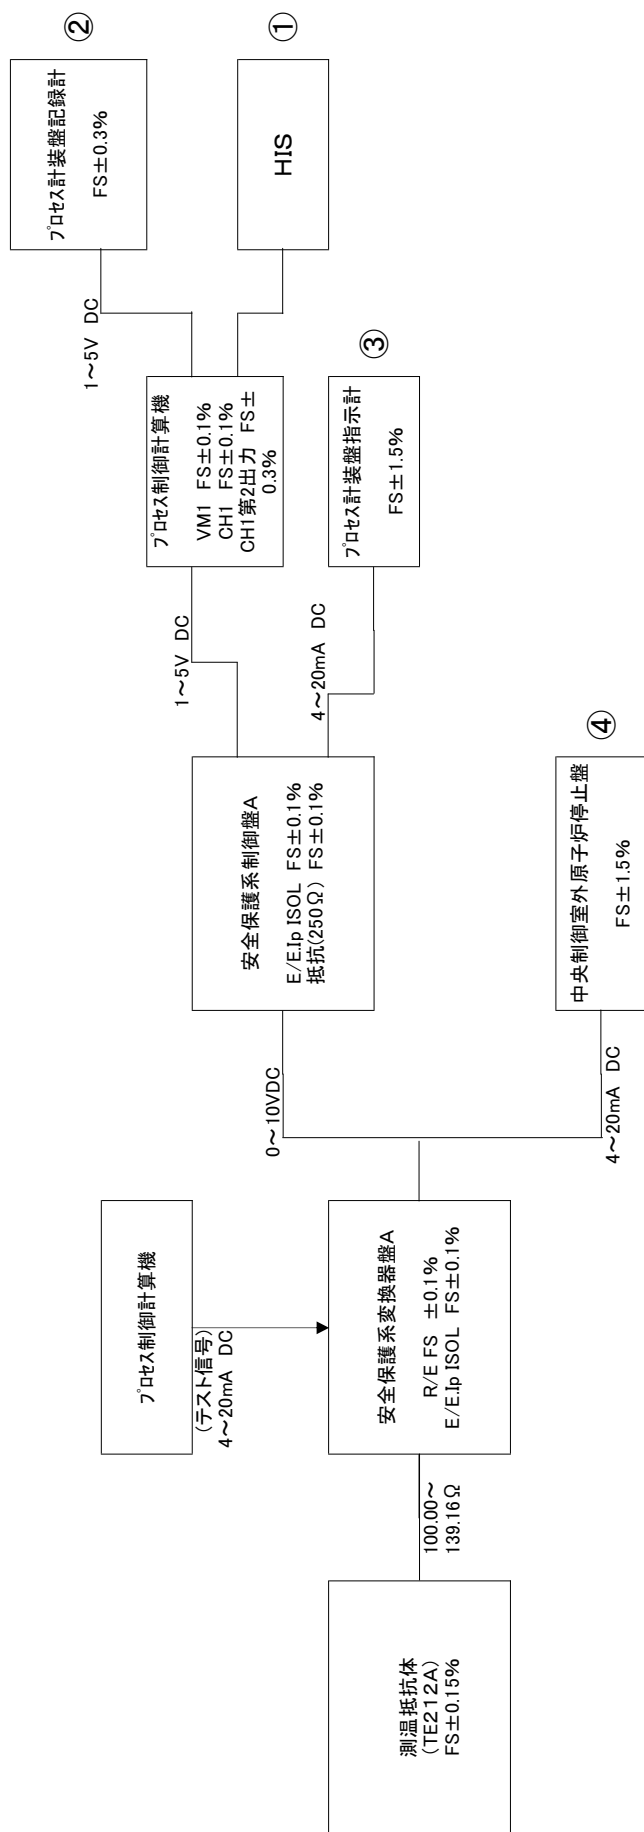 測温抵抗体
(TE212A)
FS±0.15%
100.00～
139.16Ω
プロセス制御計算機
(テスト信号)
4～20mA DC
安全保護系変換器盤A
R/E FS ±0.1%
E/E.Ip ISOL FS±0.1%
0～10VDC
4～20mA DC
安全保護系制御盤A
E/E.Ip ISOL FS±0.1%
抵抗(250Ω) FS±0.1%
中央制御室外原子炉停止盤
FS±1.5%
④
1～5V DC
4～20mA DC
プロセス制御計算機
VM1 FS±0.1%
CH1 FS±0.1%
CH1第2出力 FS±
0.3%
プロセス計装盤指示計
FS±1.5%
③
1～5V DC
プロセス計装盤記録計
FS±0.3%
②
HIS
①